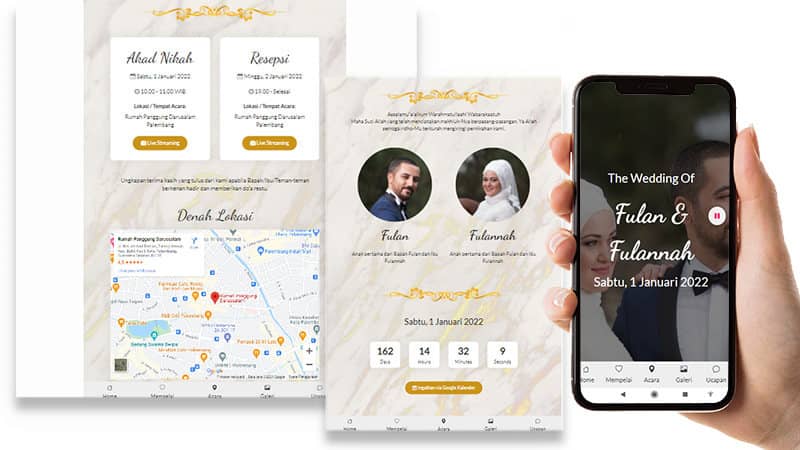 Akad Nikah
Sabtu, 1 Januari 2022
10.00 - 11.00 WIB
Lokasi / Tempat Acara:
Rumah Panggung Darusalam
Palembang.
Live Streaming
Resepsi
Minggu, 2 Januari 2022
19.00 - Selesai
Lokasi / Tempat Acara:
Rumah Panggung Darusalam
Palembang.
Live Streaming
Ungkapan terima kasih yang tulus dari kami apabila Bapak/Ibu/Teman-teman
berkenan hadir dan memberikan do'a restu
Denah Lokasi
Rumah Panggung Darussalam
Rumah Panggung
Darussalam
Home
Mempelai
Acara
Galeri
Ucapan
Assalamu'alaikum Warahmatullaahi Wabarakaatuh
Maha Suci Allah yang telah menciptakan makhluk-Nya berpasang-pasangan. Ya Allah
semoga ridho-Mu tercurah mengiringi pernikahan kami.
Fulan
Anak pertama dari Bapak Fulan dan Ibu
Fulannah
Fulannah
Anak pertama dari Bapak Fulan dan Ibu
Fulannah
Sabtu, 1 Januari 2022
162
Days
14
Hours
32
Minutes
9
Seconds
Ingatkan via Google Kalender
Home
Mempelai
Acara
Galeri
Ucapan
The Wedding Of
Fulan &
Fulannah
Sabtu, 1 Januari 2022
Home
Mempelai
Acara
Galeri
Ucapan